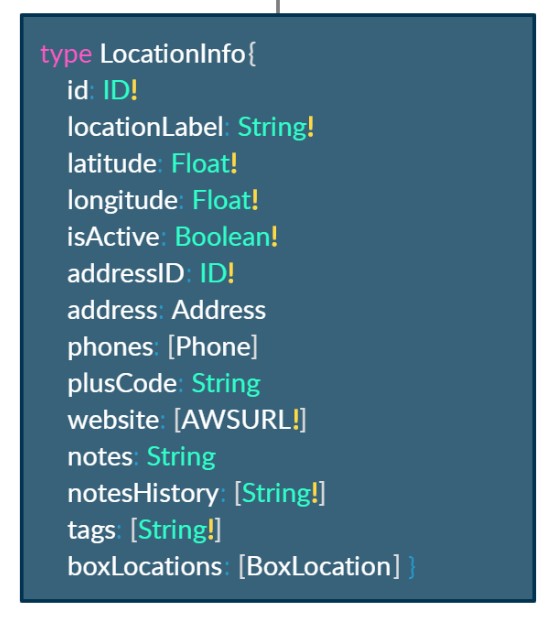 type LocationInfo{
id: ID!
locationLabel: String!
latitude: Float!
longitude: Float!
isActive: Boolean!
addressID: ID!
address: Address
phones: [Phone]
plusCode: String
website: [AWSURL!]
notes: String
notesHistory: [String!]
tags: [String!]
boxLocations: [BoxLocation] }